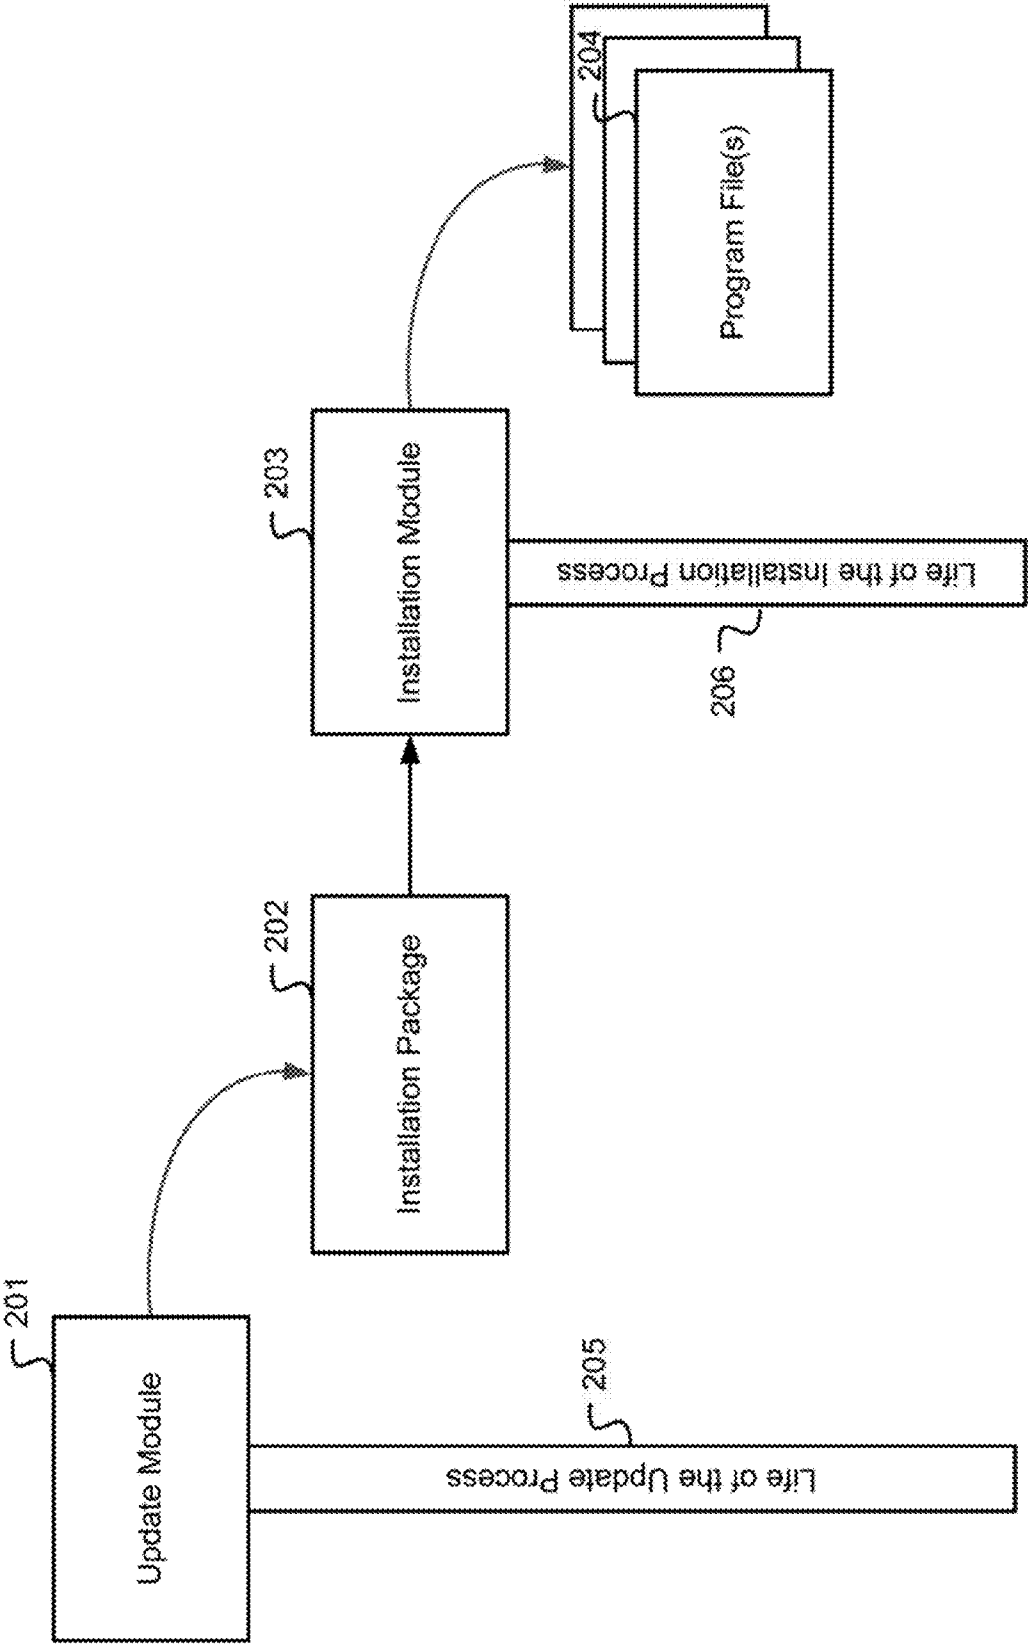 201
Update Module
205
Life of the Update Process
202
Installation Package
203
Installation Module
206
Life of the Installation Process
204
Program File(s)